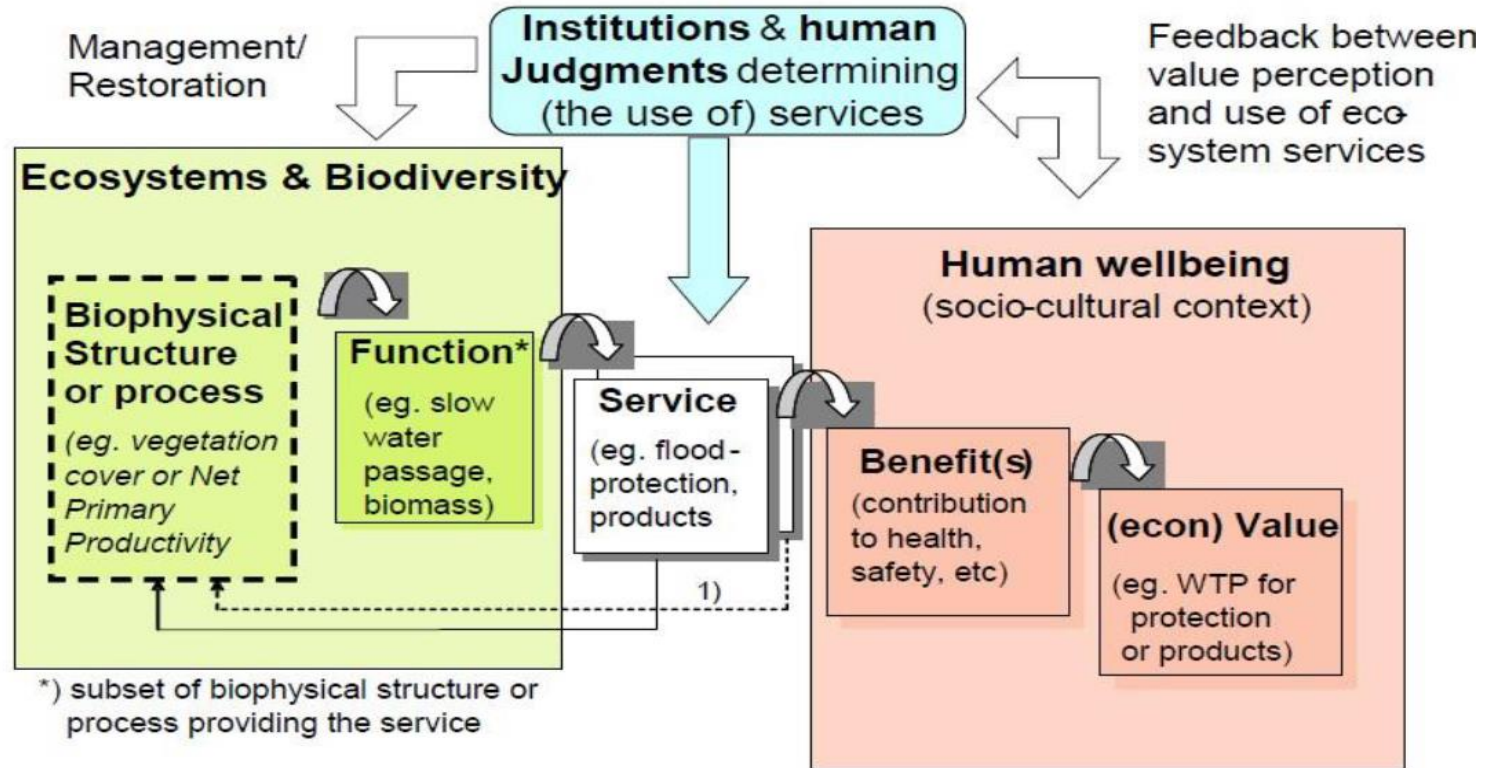 Management/
Restoration
Institutions & human
Judgments determining
(the use of) services
Feedback between
value perception
and use of eco-
system services
Ecosystems & Biodiversity
Biophysical
Structure
or process
(eg. vegetation
cover or Net
Primary
Productivity
Function*
(eg. slow
water
passage,
biomass)
Service
(eg. flood-
protection,
products
1)
Human wellbeing
(socio-cultural context)
Benefit(s)
(contribution
to health,
safety, etc)
(econ) Value
(eg. WTP for
protection
or products)
*) subset of biophysical structure or
process providing the service